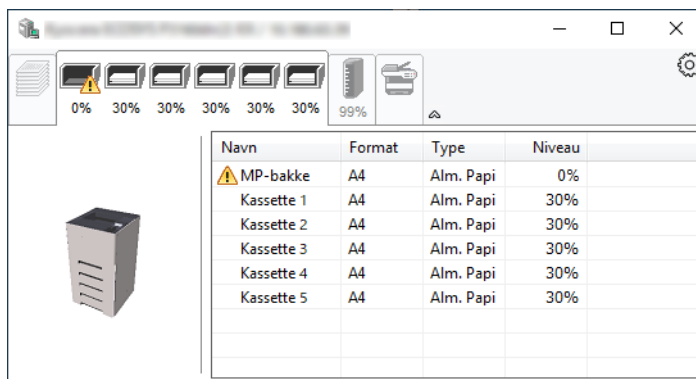 0% 30% 30% 30% 30% 30% 99%
Navn Format Type Niveau
MP-bakke A4 Alm. Papi 0%
Kassette 1 A4 Alm. Papi 30%
Kassette 2 A4 Alm. Papi 30%
Kassette 3 A4 Alm. Papi 30%
Kassette 4 A4 Alm. Papi 30%
Kassette 5 A4 Alm. Papi 30%